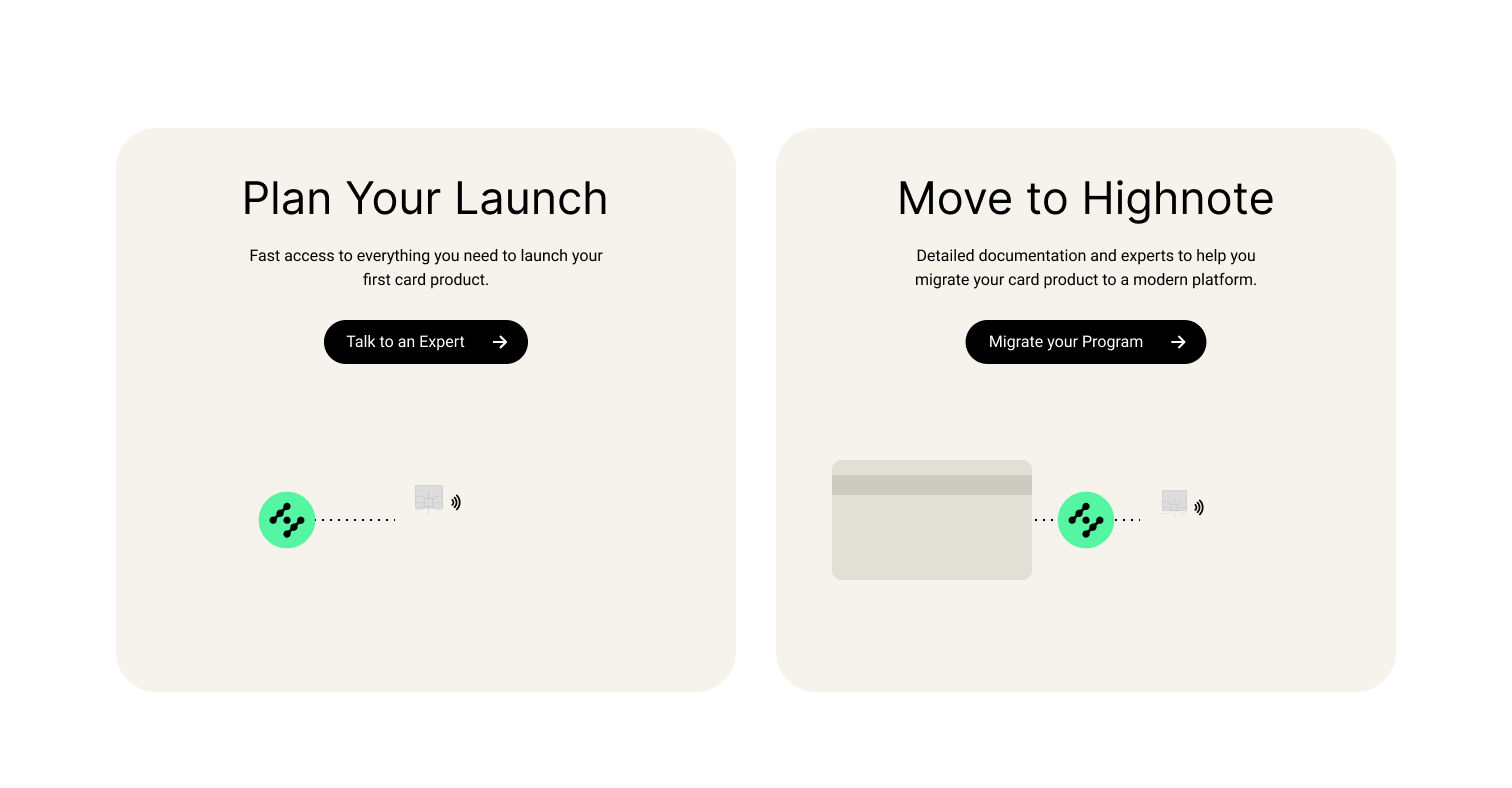 Plan Your Launch
Fast access to everything you need to launch your
first card product.
Talk to an Expert
Move to Highnote
Detailed documentation and experts to help you
migrate your card product to a modern platform.
Migrate your Program